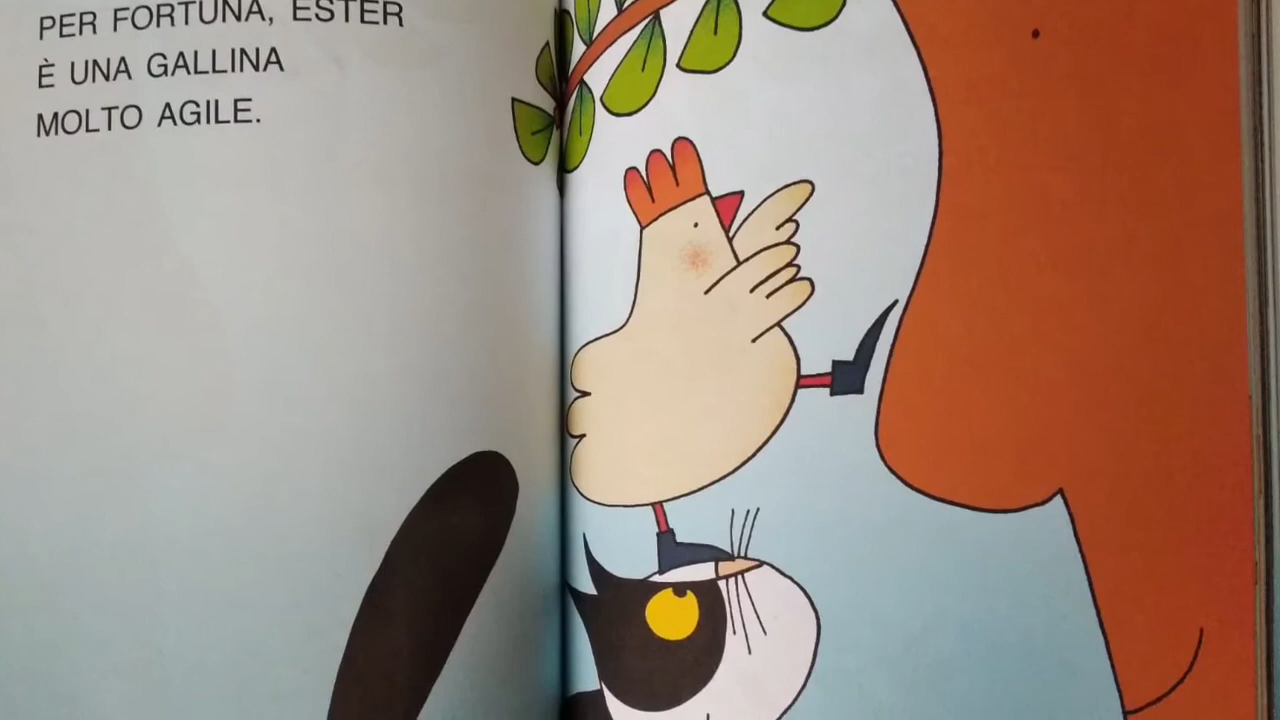 PER FORTUNA, ESTER
È UNA GALLINA
MOLTO AGILE.